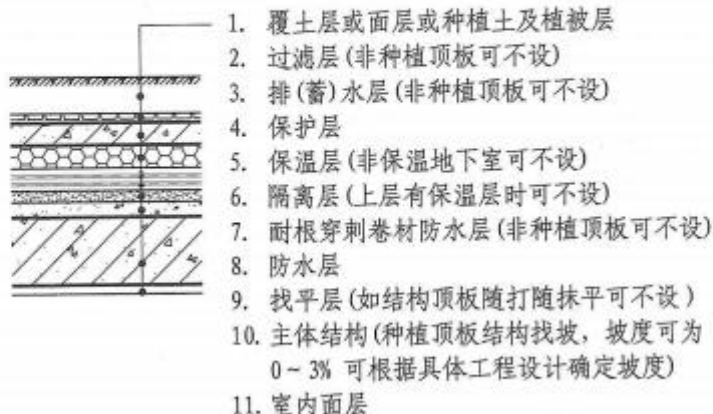 1. 覆土层或面层或种植土及植被层
2. 过滤层(非种植顶板可不设)
3. 排(蓄)水层(非种植顶板可不设)
4. 保护层
5. 保温层(非保温地下室可不设)
6. 隔离层(上层有保温层时可不设)
7. 耐根穿刺卷材防水层(非种植顶板可不设)
8. 防水层
9. 找平层(如结构顶板随打随抹平可不设)
10. 主体结构(种植顶板结构找坡，坡度可为
0~3% 可根据具体工程设计确定坡度)
11. 室内面层